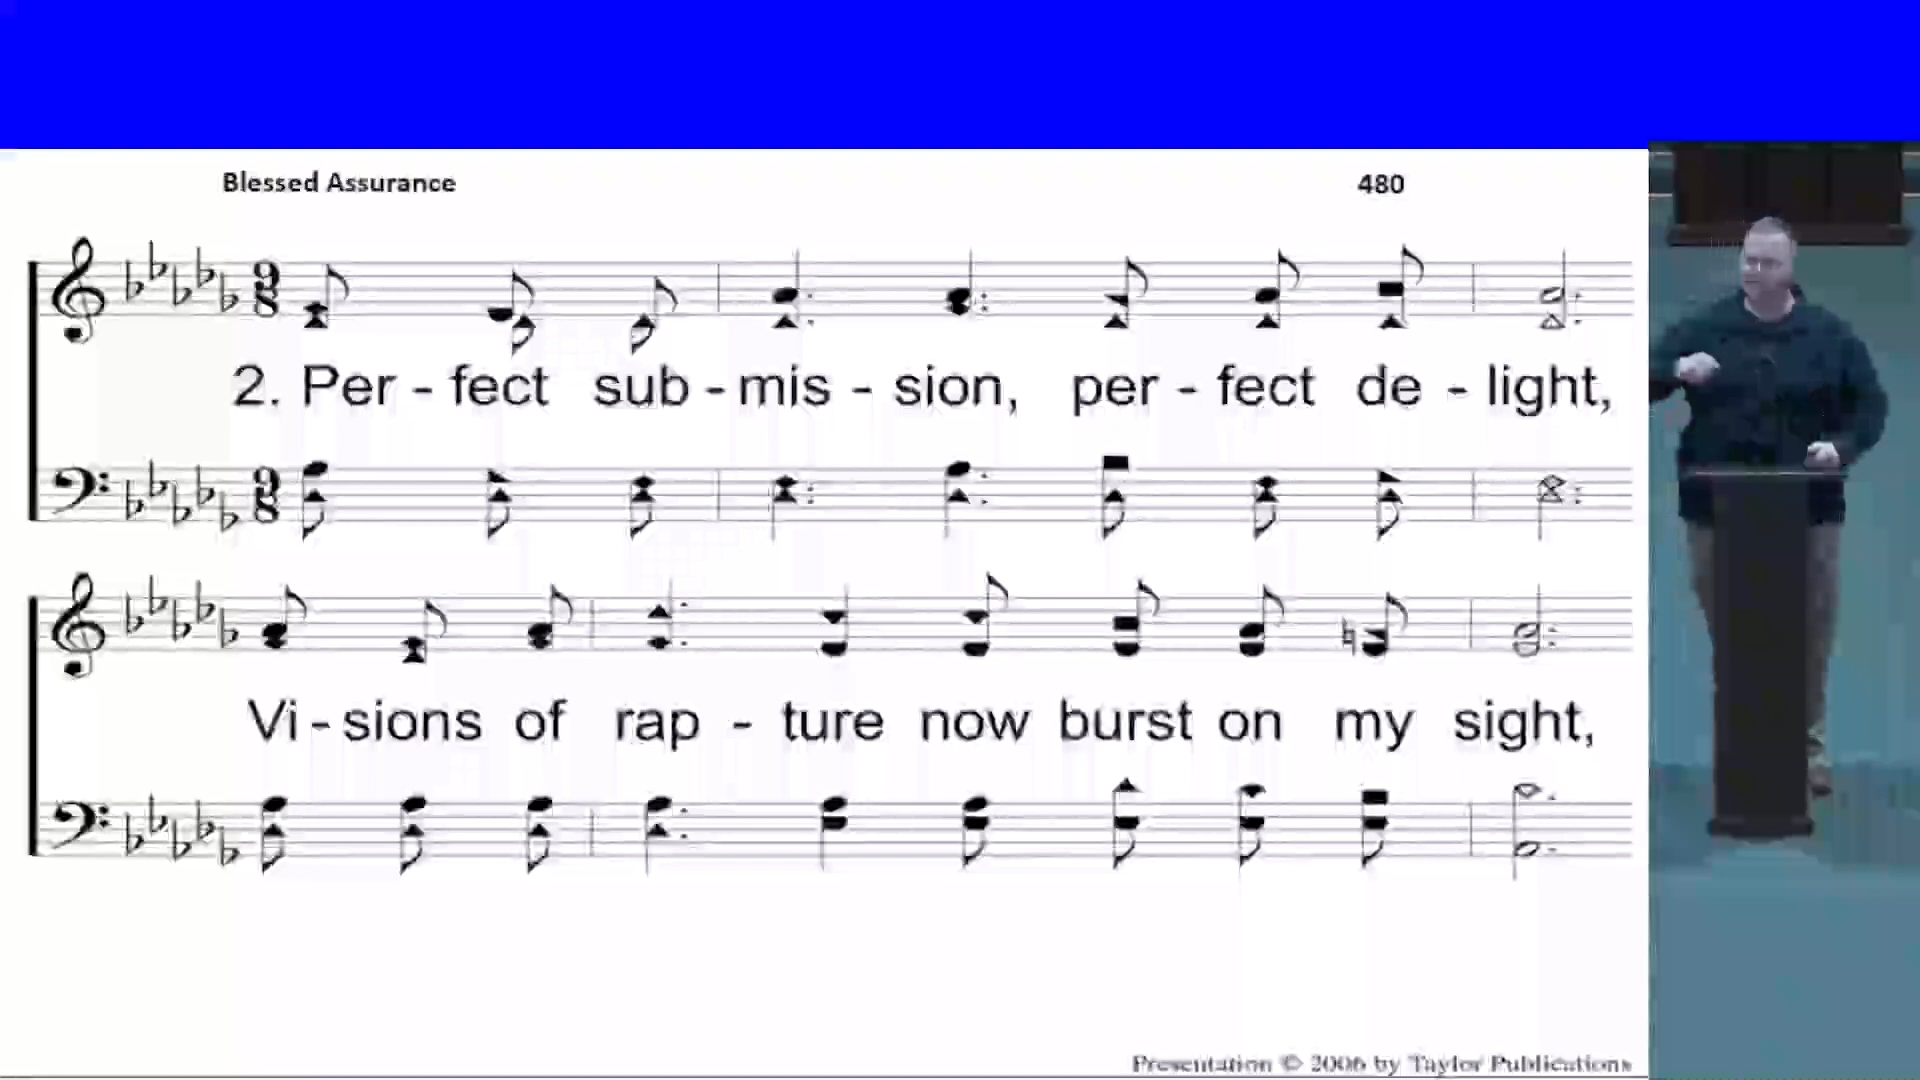 Blessed Assurance 480
2. Per - fect sub - mis - sion, per - fect de - light,
Vi - sions of rap - ture now burst on my sight,
Presentation © 2006 by Taylor Publications